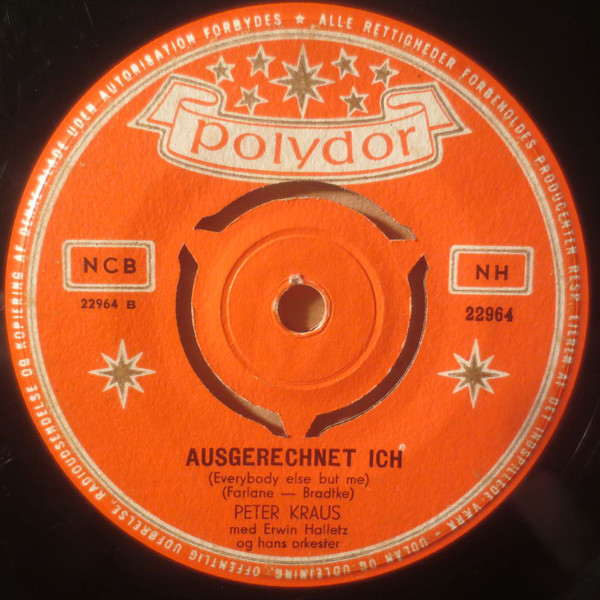 ALLE RETTIGHEDER FORBEHOLDES PRODUCENTEN RESP. EJEREN AF DET INDSPILLEDE VÆRK - UDLÅN OG UDLEJNING, OFFENTLIG UDFØRELSE, RADIOUDSENDELSE OG KOPIERING AF DENNE PLADE UDEN AUTORISATION FORBYDES
polydor
NCB
NH
22964 B
22964
AUSGERECHNET ICH
(Everybody else but me)
(Farlane — Bradtke)
PETER KRAUS
med Erwin Halletz
og hans orkester